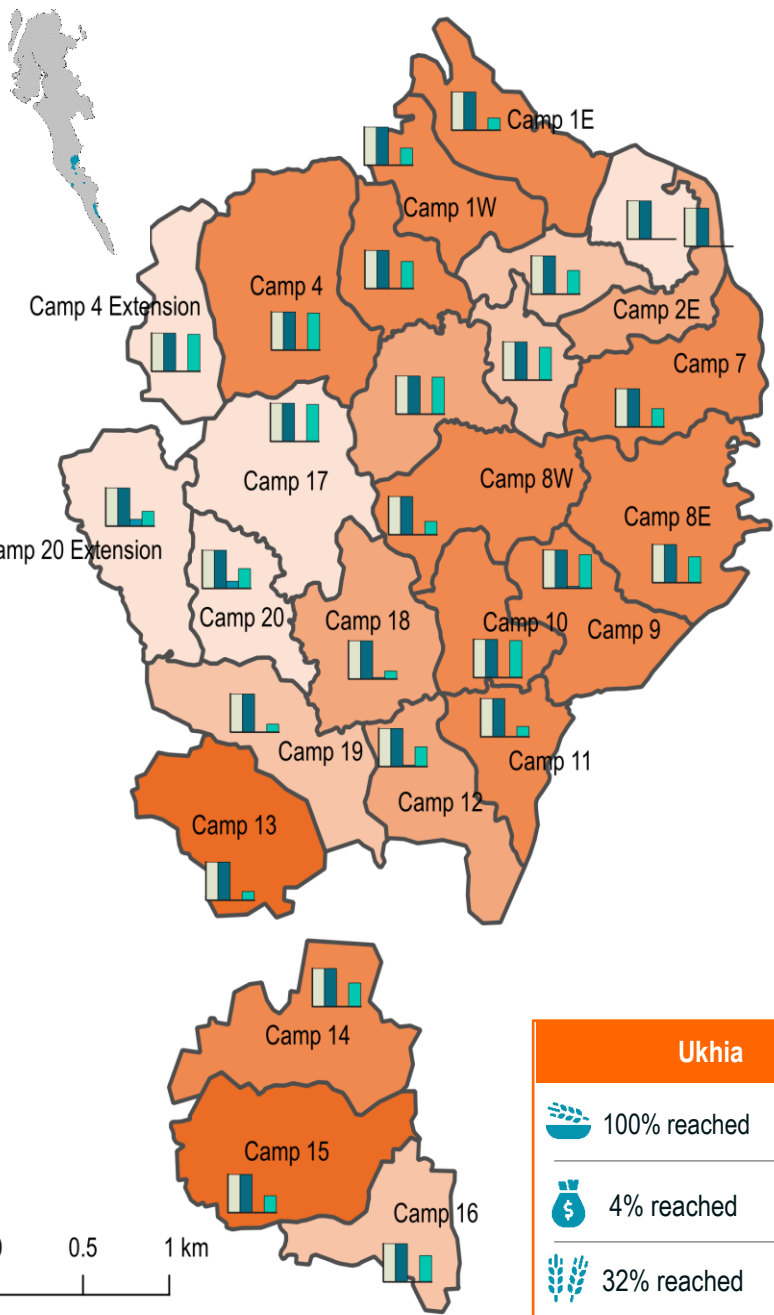 Camp 1E
Camp 1W
Camp 4
Camp 4 Extension
Camp 2E
Camp 7
Camp 17
Camp 8W
Camp 8E
amp 20 Extension
Camp 20
Camp 18
Camp 10
Camp 9
Camp 19
Camp 11
Camp 12
Camp 13
Camp 14
Camp 15
Camp 16
0.5 1 km
Ukhia
100% reached
4% reached
32% reached